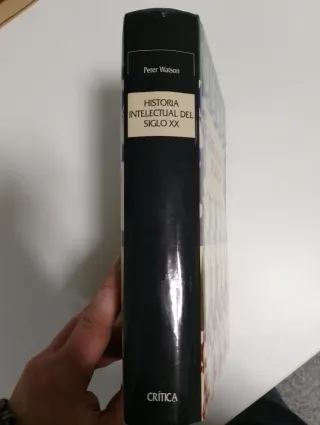 Peter Watson
HISTORIA
INTELECTUAL DEL
SIGLO XX
CRÍTICA